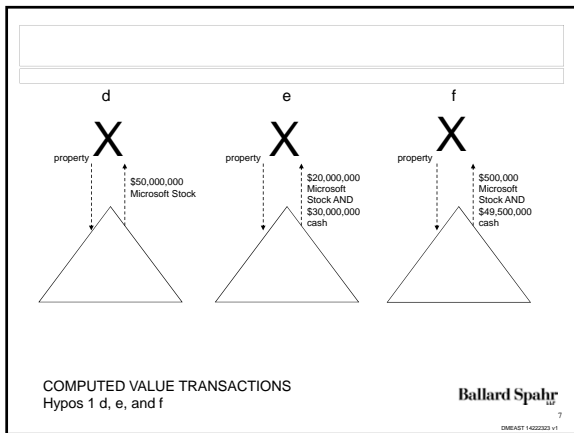 d
e
f
X
X
X
property
property
property
$50,000,000
Microsoft Stock
$20,000,000
Microsoft
Stock AND
$30,000,000
cash
$500,000
Microsoft
Stock AND
$49,500,000
cash
COMPUTED VALUE TRANSACTIONS
Hypos 1 d, e, and f
Ballard Spahr
LLP
7
DMEAST 14222323 v1